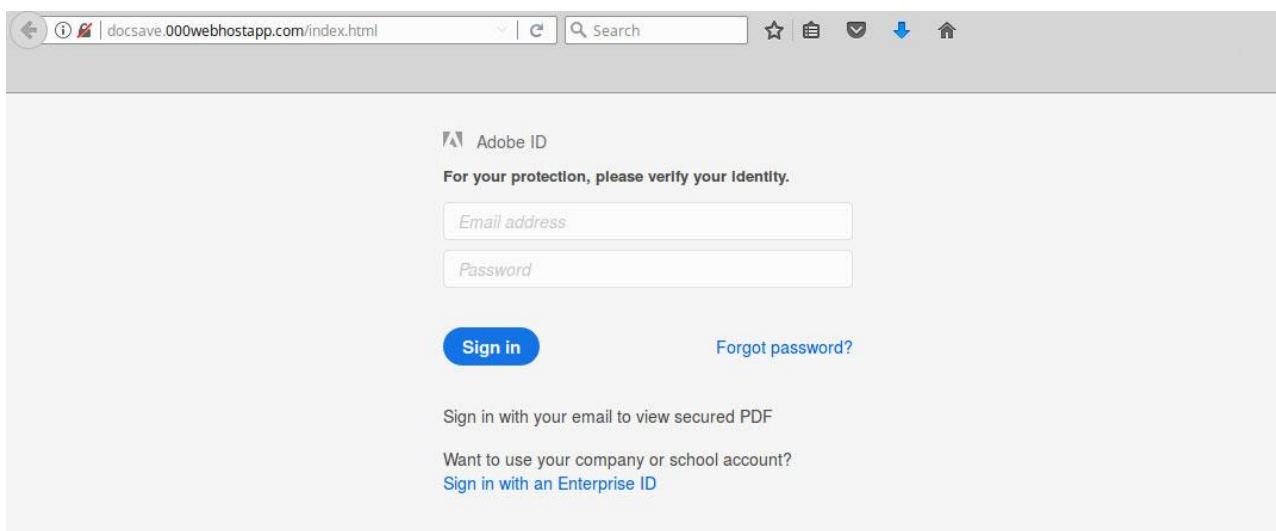 docsave.000webhostapp.com/index.html Search
Adobe ID
For your protection, please verify your identity.
Email address
Password
Sign in Forgot password?
Sign in with your email to view secured PDF
Want to use your company or school account?
Sign in with an Enterprise ID